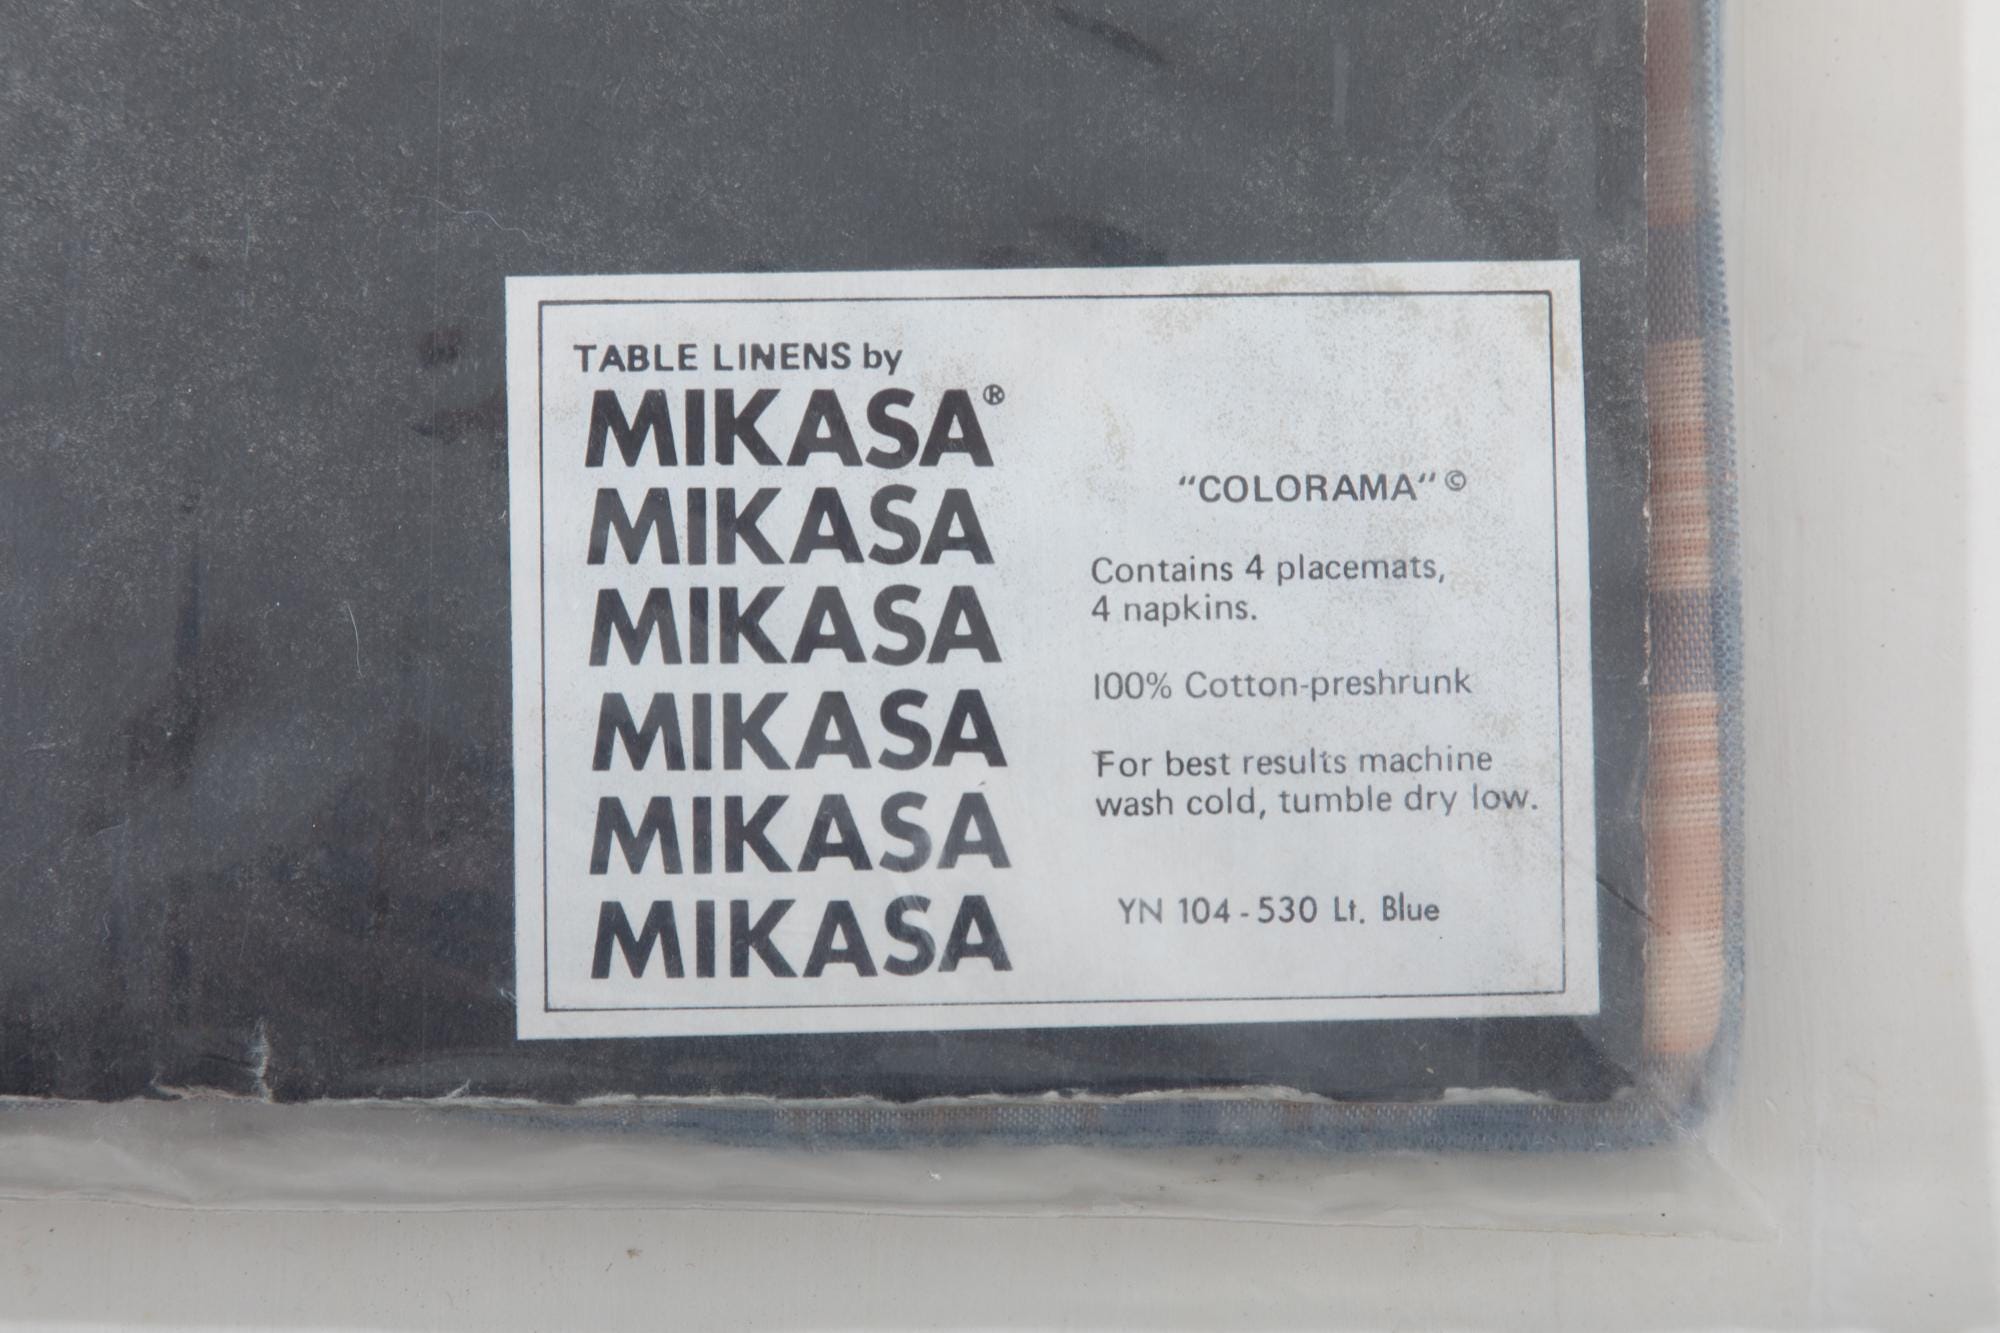 TABLE LINENS by
MIKASA®
MIKASA
MIKASA
MIKASA
MIKASA
MIKASA
"COLORAMA"©
Contains 4 placemats,
4 napkins.
100% Cotton-preshrunk
For best results machine
wash cold, tumble dry low.
YN 104-530 Lt. Blue